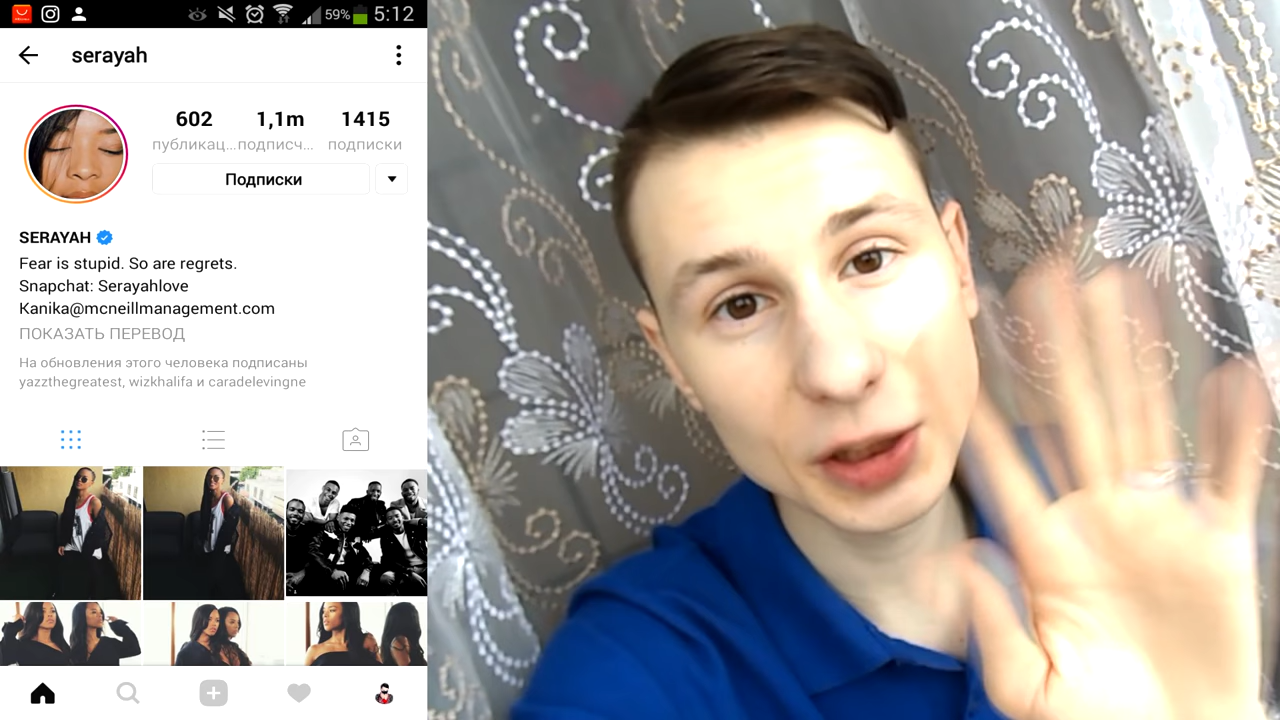 59% 5:12
serayah
602 1,1m 1415
публикац... подписч... подписки
Подписки
SERAYAH
Fear is stupid. So are regrets.
Snapchat: Serayahlove
Kanika@mcneillmanagement.com
ПОКАЗАТЬ ПЕРЕВОД
На обновления этого человека подписаны
yazzthegreatest, wizkhalifa и caradelevingne